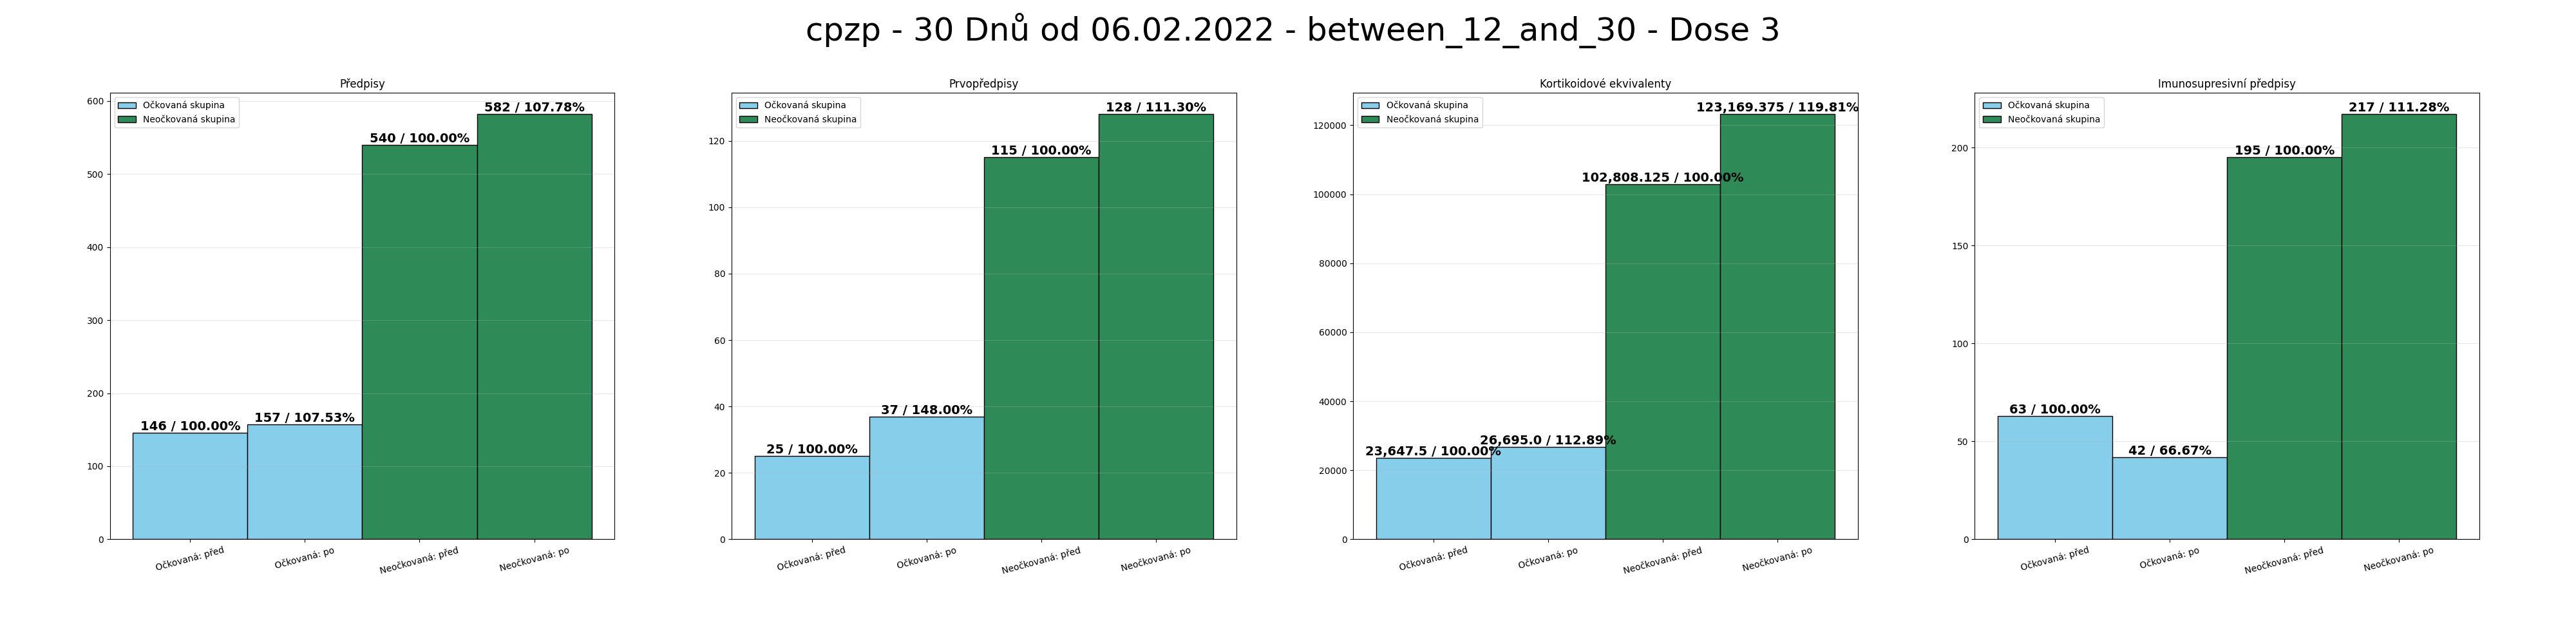 cpzp - 30 Dnů od 06.02.2022 - between_12_and_30 - Dose 3
Předpisy
Očkovaná skupina
Neočkovaná skupina
600
500
400
300
200
100
0
146 / 100.00%
157 / 107.53%
540 / 100.00%
582 / 107.78%
Očkovaná: před
Očkovaná: po
Neočkovaná: před
Neočkovaná: po
Prvopředpisy
Očkovaná skupina
Neočkovaná skupina
120
100
80
60
40
20
0
25 / 100.00%
37 / 148.00%
115 / 100.00%
128 / 111.30%
Očkovaná: před
Očkovaná: po
Neočkovaná: před
Neočkovaná: po
Kortikoidové ekvivalenty
Očkovaná skupina
Neočkovaná skupina
120000
100000
80000
60000
40000
20000
0
23,647.5 / 100.00%
26,695.0 / 112.89%
102,808.125 / 100.00%
123,169.375 / 119.81%
Očkovaná: před
Očkovaná: po
Neočkovaná: před
Neočkovaná: po
Imunosupresivní předpisy
Očkovaná skupina
Neočkovaná skupina
200
150
100
50
0
63 / 100.00%
42 / 66.67%
195 / 100.00%
217 / 111.28%
Očkovaná: před
Očkovaná: po
Neočkovaná: před
Neočkovaná: po